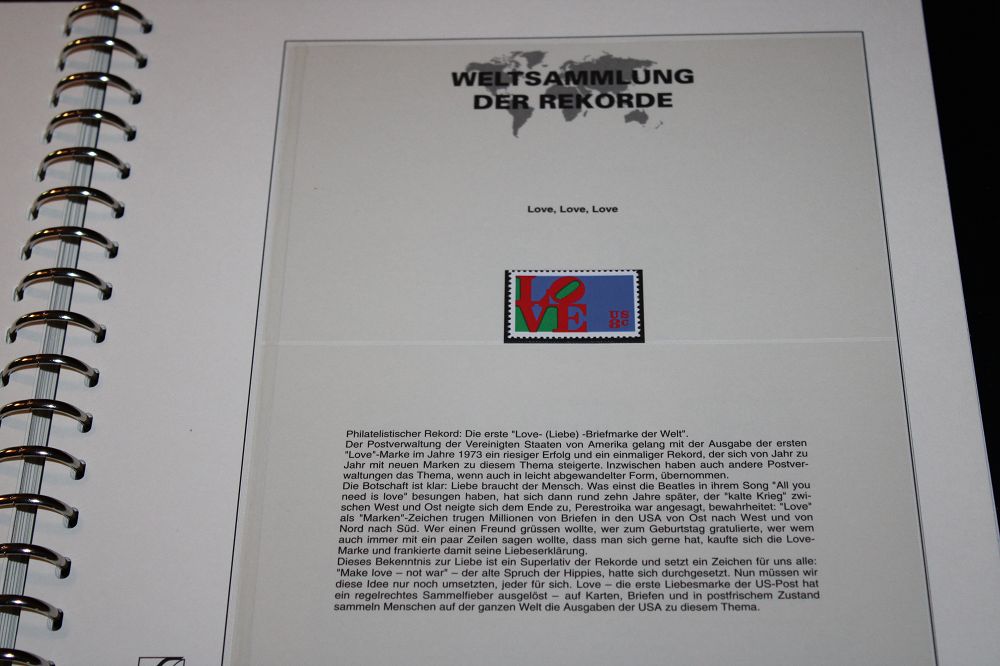 WELTSAMMLUNG
DER REKORDE
Love, Love, Love
LO
VE
US
8c
Philatelistischer Rekord: Die erste "Love- (Liebe) -Briefmarke der Welt".
Der Postverwaltung der Vereinigten Staaten von Amerika gelang mit der Ausgabe der ersten
"Love"-Marke im Jahre 1973 ein riesiger Erfolg und ein einmaliger Rekord, der sich von Jahr zu
Jahr mit neuen Marken zu diesem Thema steigerte. Inzwischen haben auch andere Postver-
waltungen das Thema, wenn auch in leicht abgewandelter Form, übernommen.
Die Botschaft ist klar: Liebe braucht der Mensch. Was einst die Beatles in ihrem Song "All you
need is love" besungen haben, hat sich dann rund zehn Jahre später, der "kalte Krieg" zwi-
schen West und Ost neigte sich dem Ende zu, Perestroika war angesagt, bewahrheitet: "Love"
als "Marken"-Zeichen trugen Millionen von Briefen in den USA von Ost nach West und von
Nord nach Süd. Wer einen Freund grüssen wollte, wer zum Geburtstag gratulierte, wer wem
auch immer mit ein paar Zeilen sagen wollte, dass man sich gerne hat, kaufte sich die Love-
Marke und frankierte damit seine Liebeserklärung.
Dieses Bekenntnis zur Liebe ist ein Superlativ der Rekorde und setzt ein Zeichen für uns alle:
"Make love – not war" – der alte Spruch der Hippies, hatte sich durchgesetzt. Nun müssen wir
diese Idee nur noch umsetzten, jeder für sich. Love – die erste Liebesmarke der US-Post hat
ein regelrechtes Sammelfieber ausgelöst – auf Karten, Briefen und in postfrischem Zustand
sammeln Menschen auf der ganzen Welt die Ausgaben der USA zu diesem Thema.